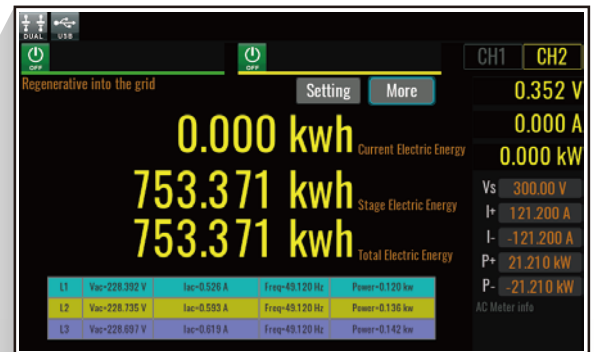 DUAL USB
OFF OFF CH1 CH2
Regenerative into the grid
Setting More
0.352 V
0.000 A
0.000 kW
0.000 kwh Current Electric Energy
753.371 kwh Stage Electric Energy
753.371 kwh Total Electric Energy
Vs 300.00 V
I+ 121.200 A
I- -121.200 A
P+ 21.210 kW
P- -21.210 kW
AC Meter info
L1 Vac=228.392 V Iac=0.526 A Freq=49.120 Hz Power=0.120 kw
L2 Vac=228.735 V Iac=0.593 A Freq=49.120 Hz Power=0.136 kw
L3 Vac=228.697 V Iac=0.619 A Freq=49.120 Hz Power=0.142 kw